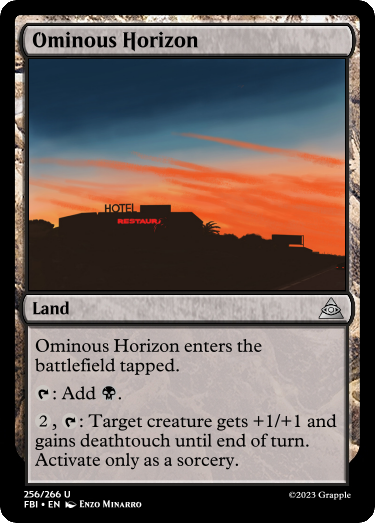 Ominous Horizon
HOTEL
Land
Ominous Horizon enters the
battlefield tapped.
: Add .
2, : Target creature gets +1/+1 and
gains deathtouch until end of turn.
Activate only as a sorcery.
256/266 U
FBI • EN Enzo Minarro
©2023 Grapple